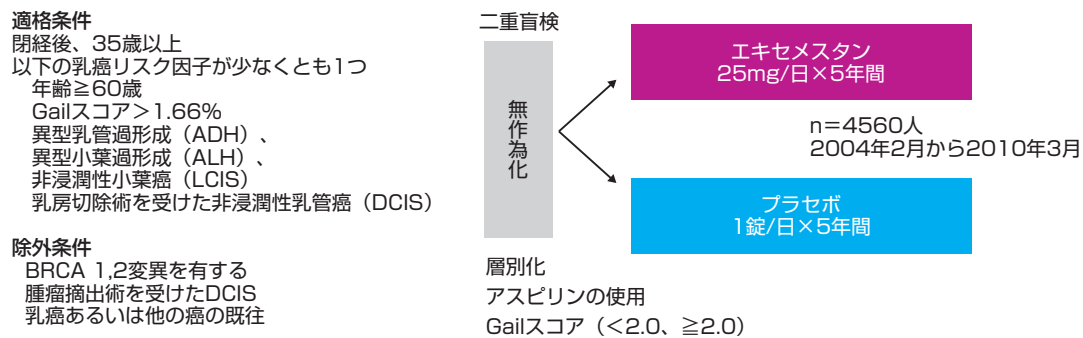 適格条件
閉経後、35歳以上
以下の乳癌リスク因子が少なくとも1つ
年齢≧60歳
Gailスコア>1.66%
異型乳管過形成（ADH）、
異型小葉過形成（ALH）、
非浸潤性小葉癌（LCIS）
乳房切除術を受けた非浸潤性乳管癌（DCIS）
除外条件
BRCA 1,2変異を有する
腫瘤摘出術を受けたDCIS
乳癌あるいは他の癌の既往
二重盲検
無作為化
層別化
アスピリンの使用
Gailスコア（<2.0、≧2.0）
エキセメスタン
25mg/日×5年間
n=4560人
2004年2月から2010年3月
プラセボ
1錠/日×5年間